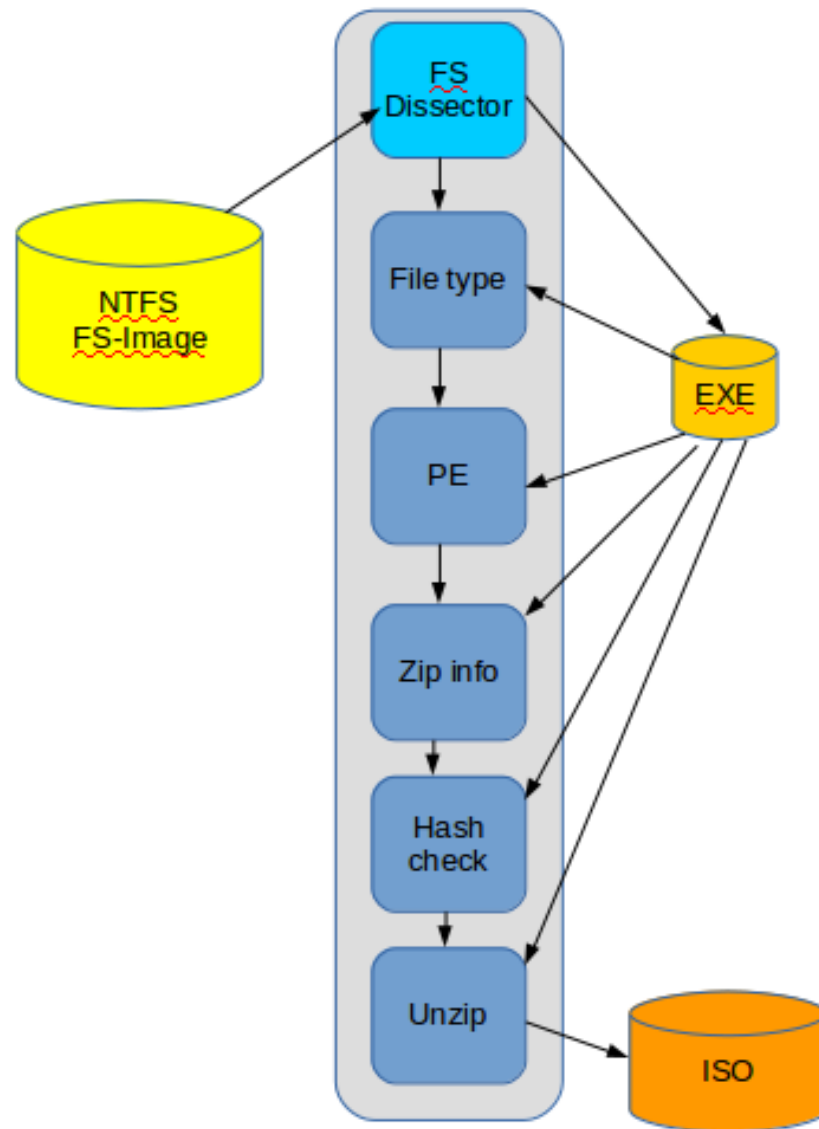 FS
Dissector
NTFS
FS-Image
File type
EXE
PE
Zip info
Hash
check
Unzip
ISO